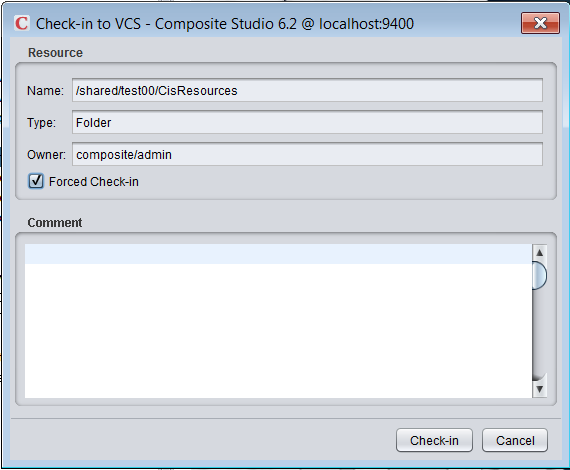 C Check-in to VCS - Composite Studio 6.2 @ localhost:9400
Resource
Name: /shared/test00/CisResources
Type: Folder
Owner: composite/admin
Forced Check-in
Comment
Check-in Cancel